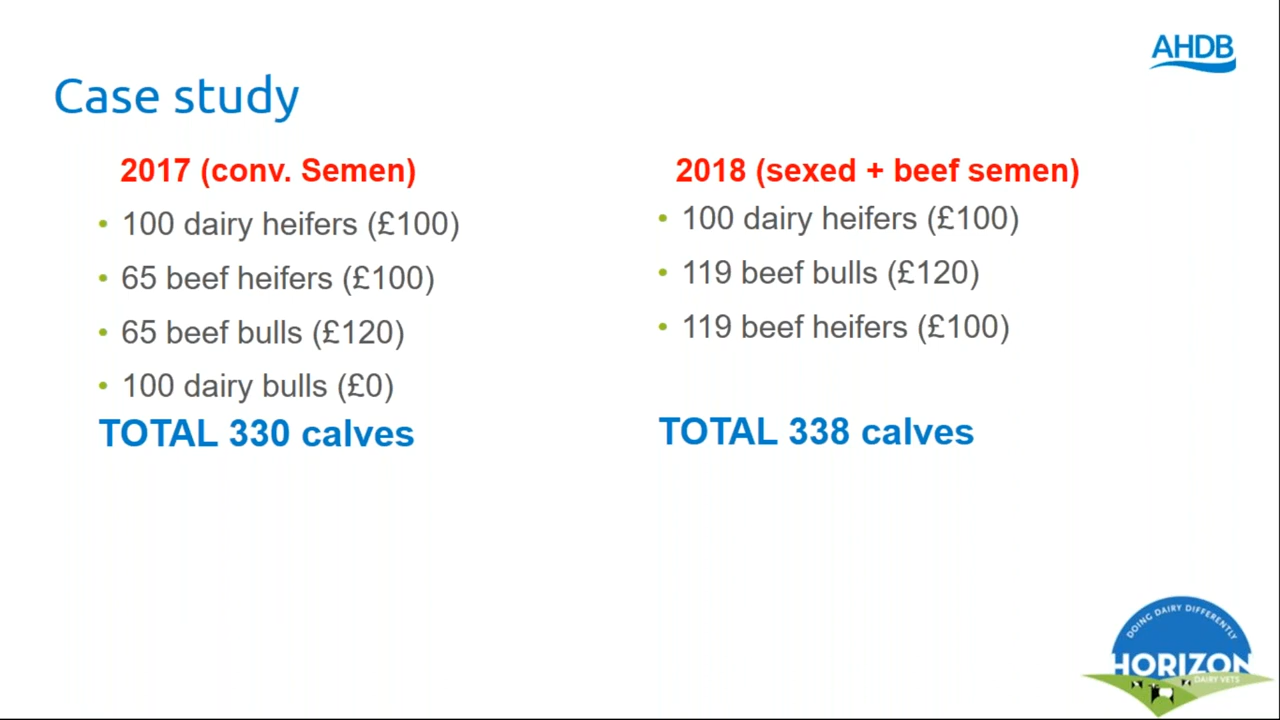 AHDB
Case study
2017 (conv. Semen)
• 100 dairy heifers (£100)
• 65 beef heifers (£100)
• 65 beef bulls (£120)
• 100 dairy bulls (£0)
TOTAL 330 calves
2018 (sexed + beef semen)
• 100 dairy heifers (£100)
• 119 beef bulls (£120)
• 119 beef heifers (£100)
TOTAL 338 calves
DOING DAIRY DIFFERENTLY
HORIZON
DAIRY VETS